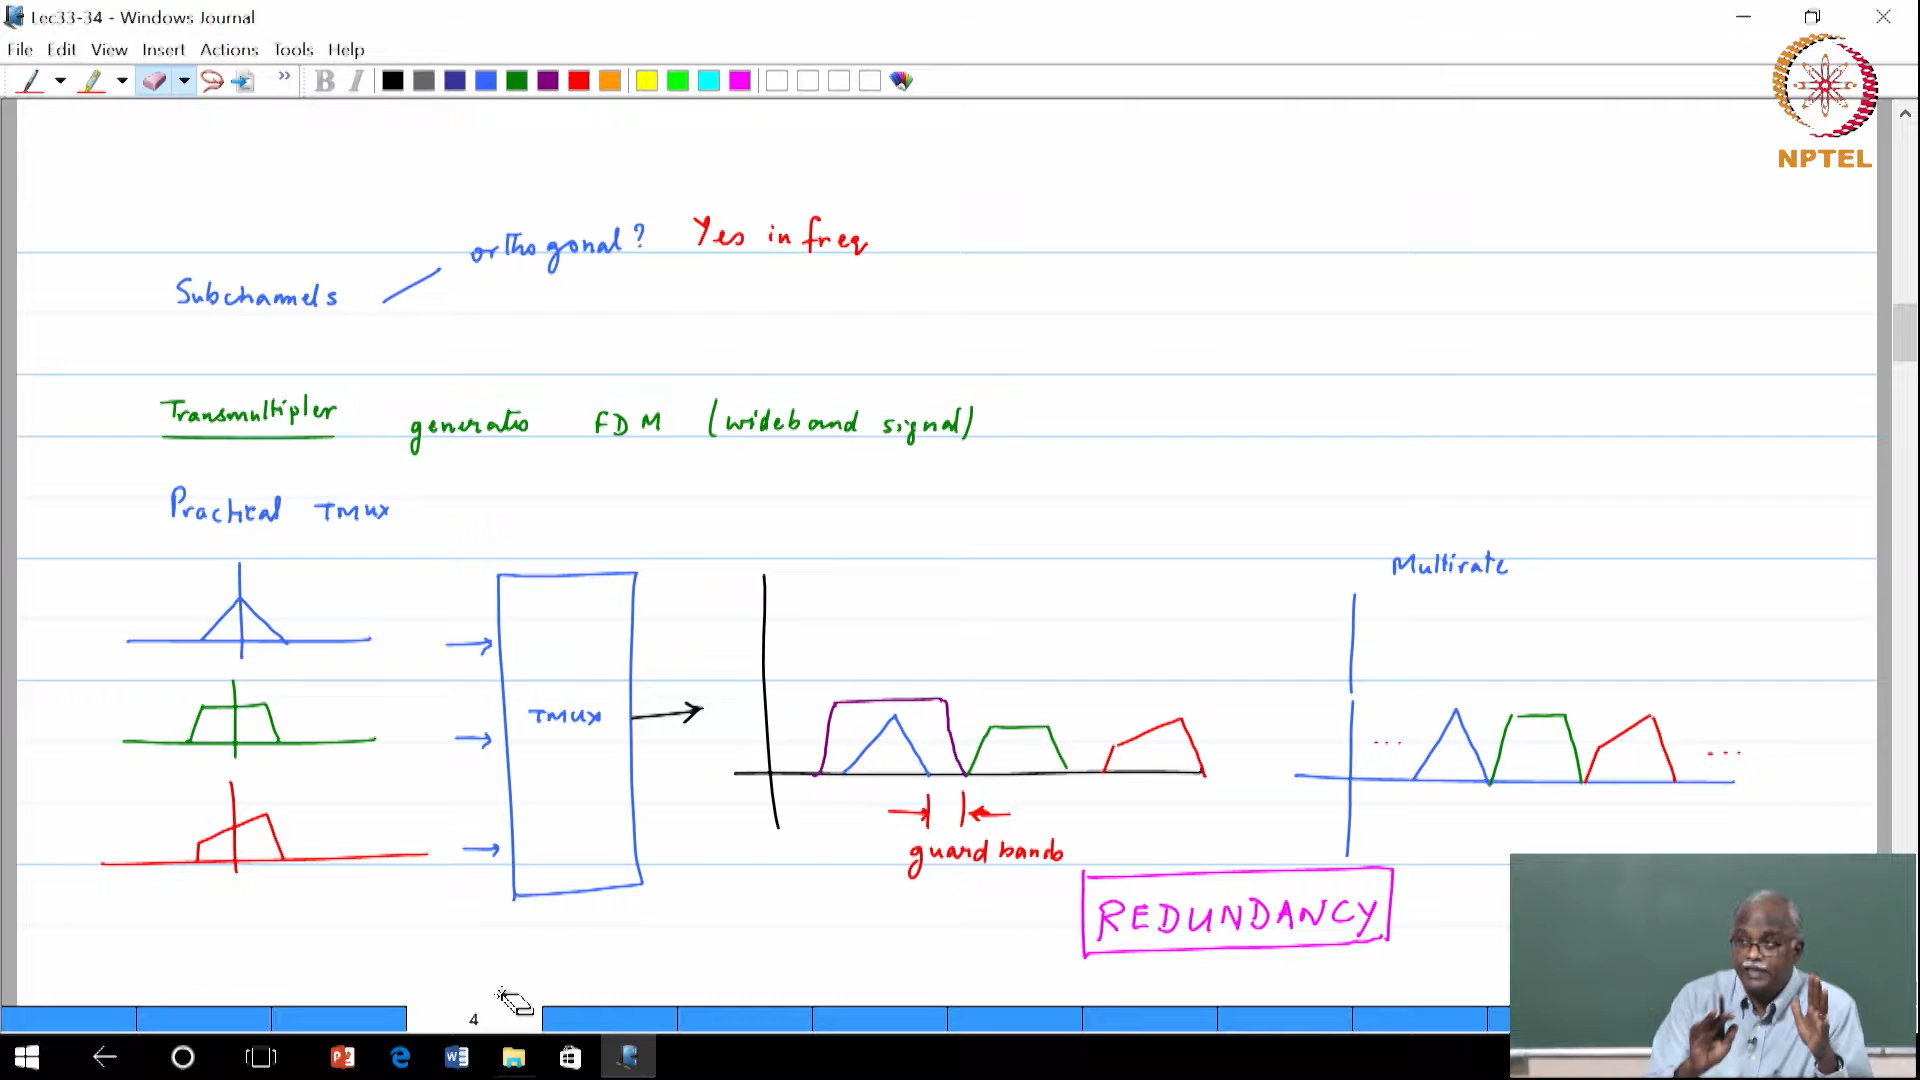 Lec33-34 - Windows Journal
File Edit View Insert Actions Tools Help
B I
NPTEL
orthogonal? Yes in freq
Subchannels
Transmultipler generates FDM (wideband signal)
Practical TMUX
Multirate
TMUX
...
...
guard bands
REDUNDANCY
4